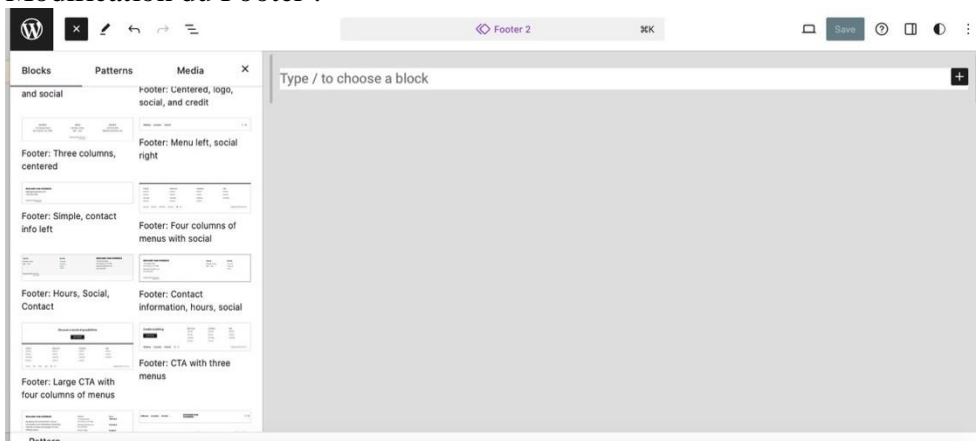 Modification du Footer :
Footer 2
⌘K
Save
Blocks
Patterns
Media
and social
Footer: Centered, logo,
social, and credit
Footer: Three columns,
centered
Footer: Menu left, social
right
Footer: Simple, contact
info left
Footer: Four columns of
menus with social
Footer: Hours, Social,
Contact
Footer: Contact
information, hours, social
Footer: Large CTA with
four columns of menus
Footer: CTA with three
menus
Pattern
Type / to choose a block